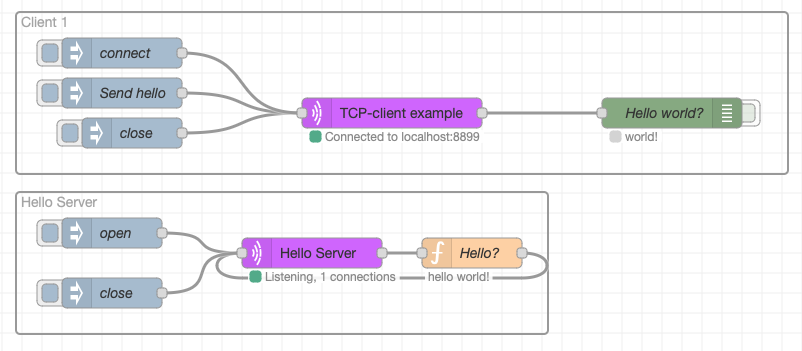 Client 1
connect
Send hello
TCP-client example
Hello world?
close
Connected to localhost:8899
world!
Hello Server
open
Hello Server
Hello?
Listening, 1 connections
hello world!
close